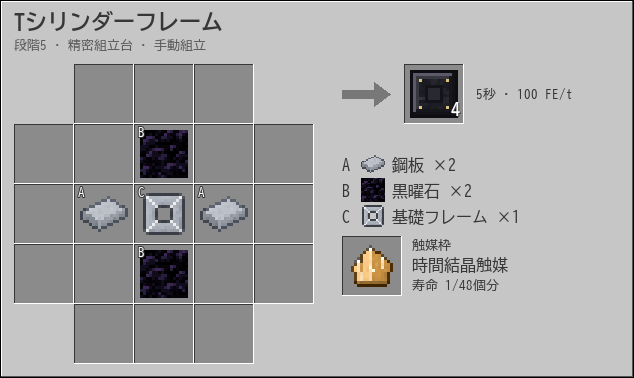 Tシリンダーフレーム
段階5 · 精密組立台 · 手動組立
B
A
C
A
B
4
5秒 · 100 FE/t
A 鋼板 ×2
B 黒曜石 ×2
C 基礎フレーム ×1
触媒枠
時間結晶触媒
寿命 1/48個分